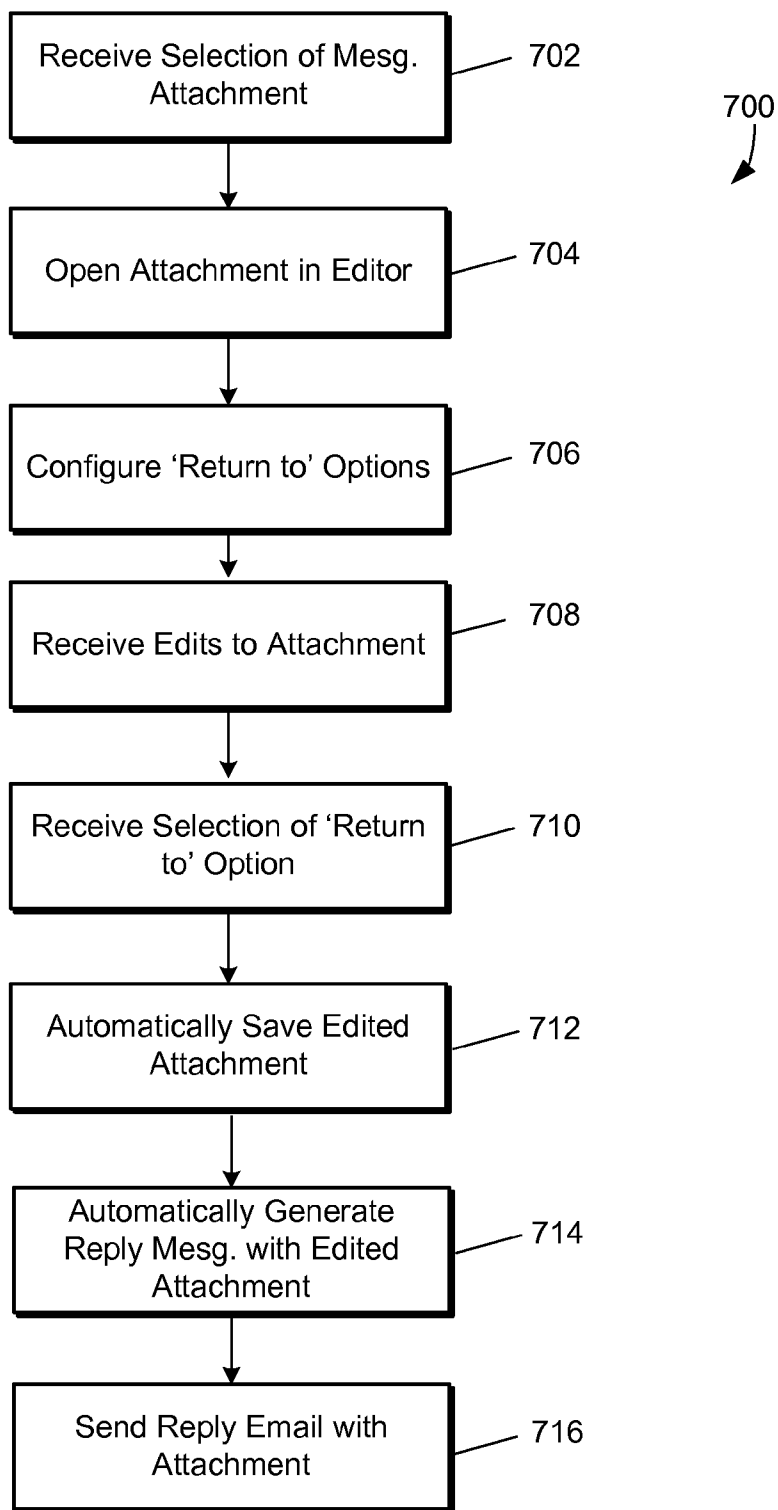 Receive Selection of Mesg.
Attachment
702
700
Open Attachment in Editor
704
Configure ‘Return to’ Options
706
Receive Edits to Attachment
708
Receive Selection of ‘Return
to’ Option
710
Automatically Save Edited
Attachment
712
Automatically Generate
Reply Mesg. with Edited
Attachment
714
Send Reply Email with
Attachment
716